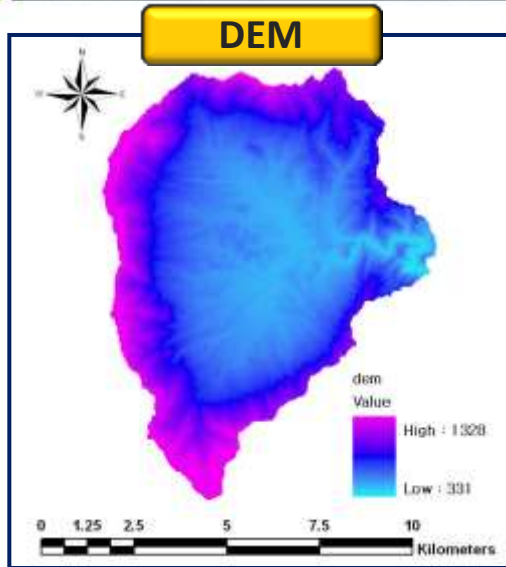 DEM
N
S
dem
Value
High : 1328
Low : 331
0 1.25 2.5 5 7.5 10
Kilometers